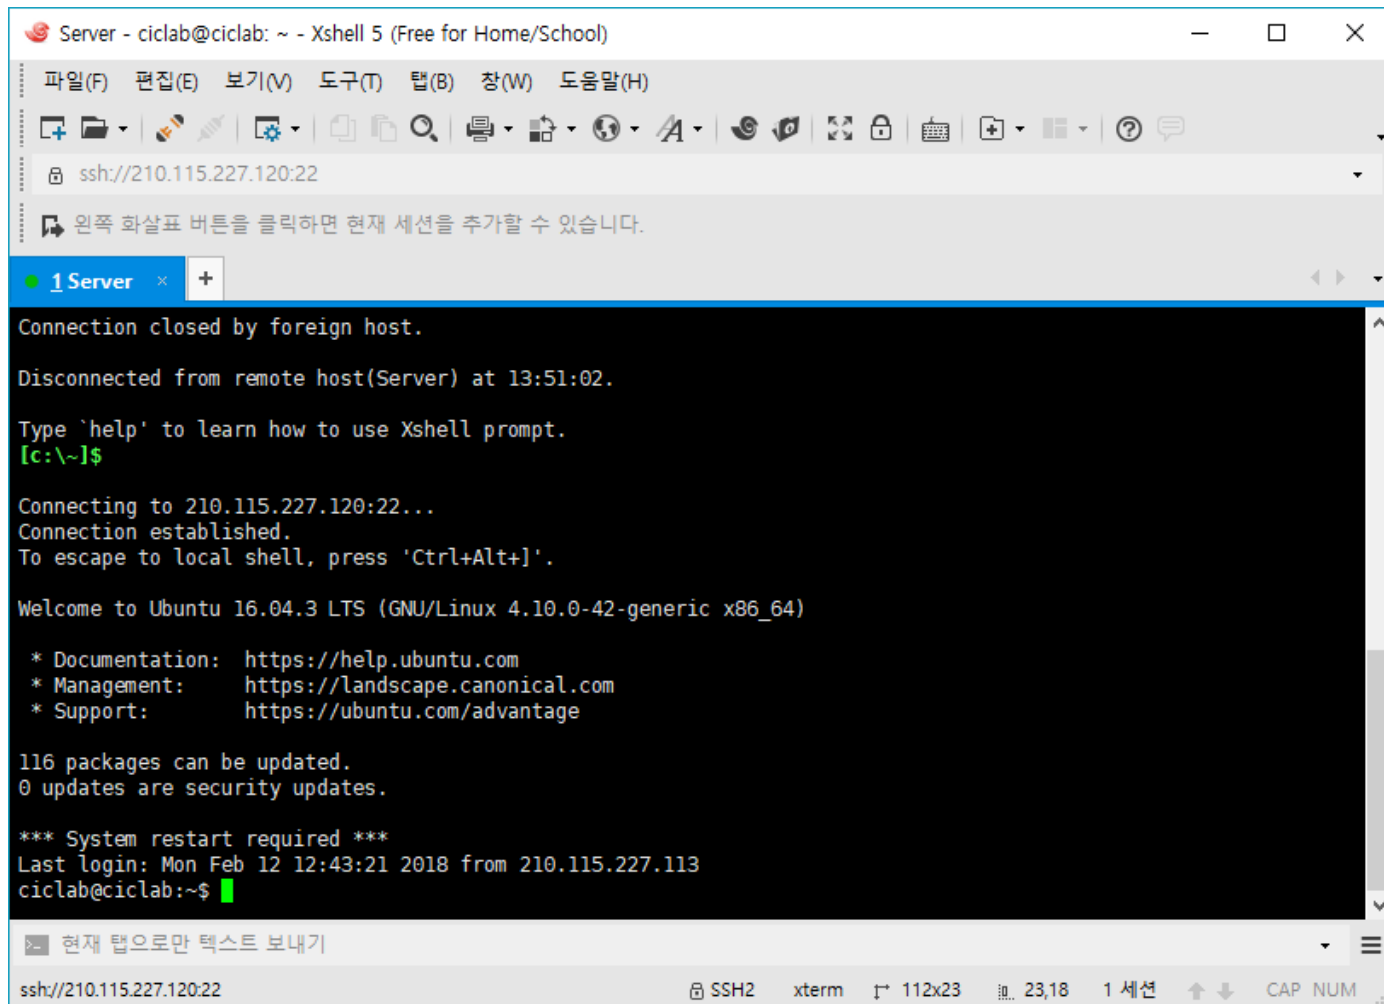 Server - ciclab@ciclab: ~ - Xshell 5 (Free for Home/School)
파일(F) 편집(E) 보기(V) 도구(T) 탭(B) 창(W) 도움말(H)
ssh://210.115.227.120:22
왼쪽 화살표 버튼을 클릭하면 현재 세션을 추가할 수 있습니다.
1 Server × +
Connection closed by foreign host.
Disconnected from remote host(Server) at 13:51:02.
Type `help' to learn how to use Xshell prompt.
[c:\~]$
Connecting to 210.115.227.120:22...
Connection established.
To escape to local shell, press 'Ctrl+Alt+]'.
Welcome to Ubuntu 16.04.3 LTS (GNU/Linux 4.10.0-42-generic x86_64)
* Documentation:  https://help.ubuntu.com
* Management:     https://landscape.canonical.com
* Support:        https://ubuntu.com/advantage
116 packages can be updated.
0 updates are security updates.
*** System restart required ***
Last login: Mon Feb 12 12:43:21 2018 from 210.115.227.113
ciclab@ciclab:~$
현재 탭으로만 텍스트 보내기
ssh://210.115.227.120:22 SSH2 xterm 112x23 23,18 1 세션 CAP NUM